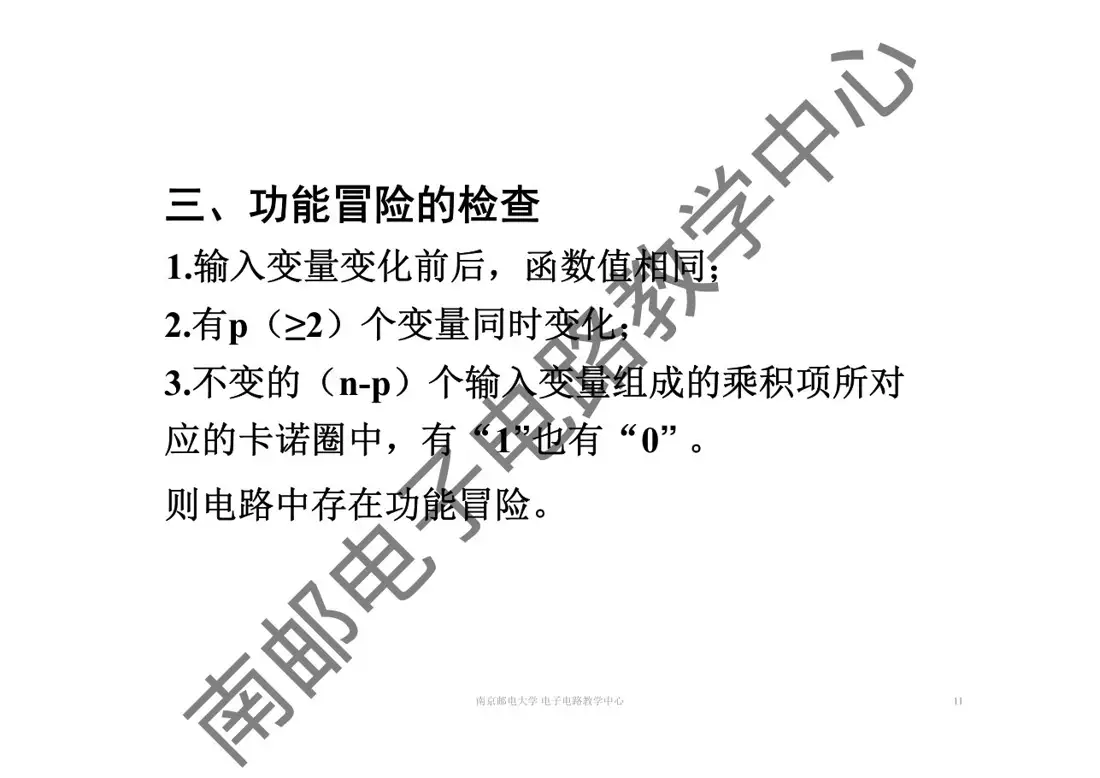 三、功能冒险的检查
1.输入变量变化前后，函数值相同；
2.有p（≥2）个变量同时变化；
3.不变的（n-p）个输入变量组成的乘积项所对
应的卡诺圈中，有“1”也有“0”。
则电路中存在功能冒险。
南邮电子电路教学中心
南京邮电大学 电子电路教学中心
11